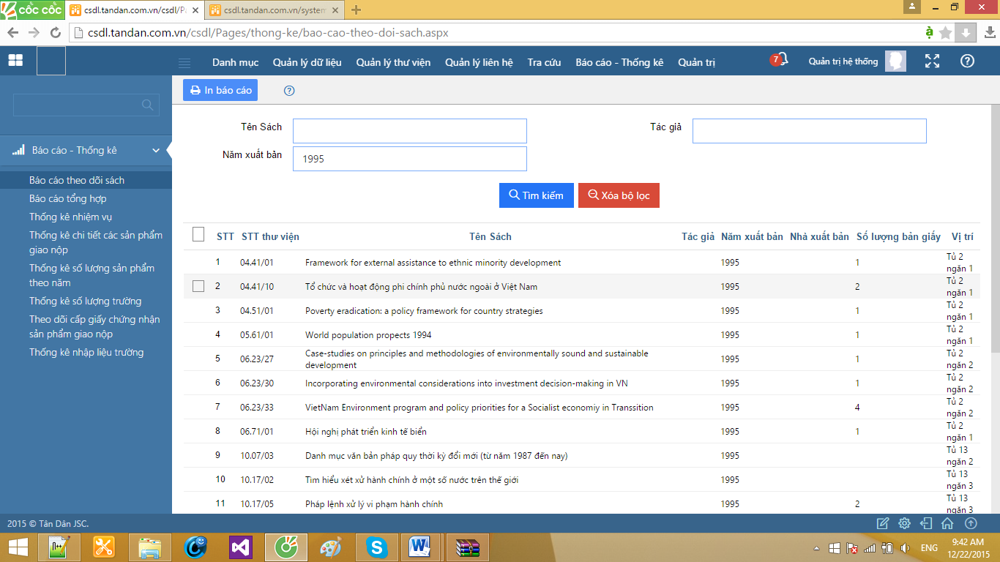 cốc cốc
csdl.tandan.com.vn/csdl/Pa
csdl.tandan.com.vn/system
csdl.tandan.com.vn/csdl/Pages/thong-ke/bao-cao-theo-doi-sach.aspx
Danh mục Quản lý dữ liệu Quản lý thư viện Quản lý liên hệ Tra cứu Báo cáo - Thống kê Quản trị 7 Quản trị hệ thống
In báo cáo
Báo cáo - Thống kê
Báo cáo theo dõi sách
Báo cáo tổng hợp
Thống kê nhiệm vụ
Thống kê chi tiết các sản phẩm
giao nộp
Thống kê số lượng sản phẩm
theo năm
Thống kê số lượng trường
Theo dõi cấp giấy chứng nhận
sản phẩm giao nộp
Thống kê nhập liệu trường
Tên Sách
Tác giả
Năm xuất bản 1995
Tìm kiếm Xóa bộ lọc
STT STT thư viện Tên Sách Tác giả Năm xuất bản Nhà xuất bản Số lượng bản giấy Vị trí
1 04.41/01 Framework for external assistance to ethnic minority development 1995 1 Tủ 2
ngăn 1
2 04.41/10 Tổ chức và hoạt động phi chính phủ nước ngoài ở Việt Nam 1995 2 Tủ 2
ngăn 1
3 04.51/01 Poverty eradication: a policy framework for country strategies 1995 1 Tủ 2
ngăn 1
4 05.61/01 World population propects 1994 1995 1 Tủ 2
ngăn 1
5 06.23/27 Case-studies on principles and methodologies of environmentally sound and sustainable
development 1995 1 Tủ 2
ngăn 2
6 06.23/30 Incorporating environmental considerations into investment decision-making in VN 1995 1 Tủ 2
ngăn 2
7 06.23/33 VietNam Environment program and policy priorities for a Socialist economiy in Transsition 1995 4 Tủ 2
ngăn 2
8 06.71/01 Hội nghị phát triển kinh tế biển 1995 1 Tủ 2
ngăn 1
9 10.07/03 Danh mục văn bản pháp quy thời kỳ đổi mới (từ năm 1987 đến nay) 1995 Tủ 13
ngăn 2
10 10.17/02 Tìm hiểu xét xử hành chính ở một số nước trên thế giới 1995 Tủ 13
ngăn 3
11 10.17/05 Pháp lệnh xử lý vi phạm hành chính 1995 2 Tủ 13
ngăn 3
2015 © Tân Dân JSC.
ENG
9:42 AM
12/22/2015